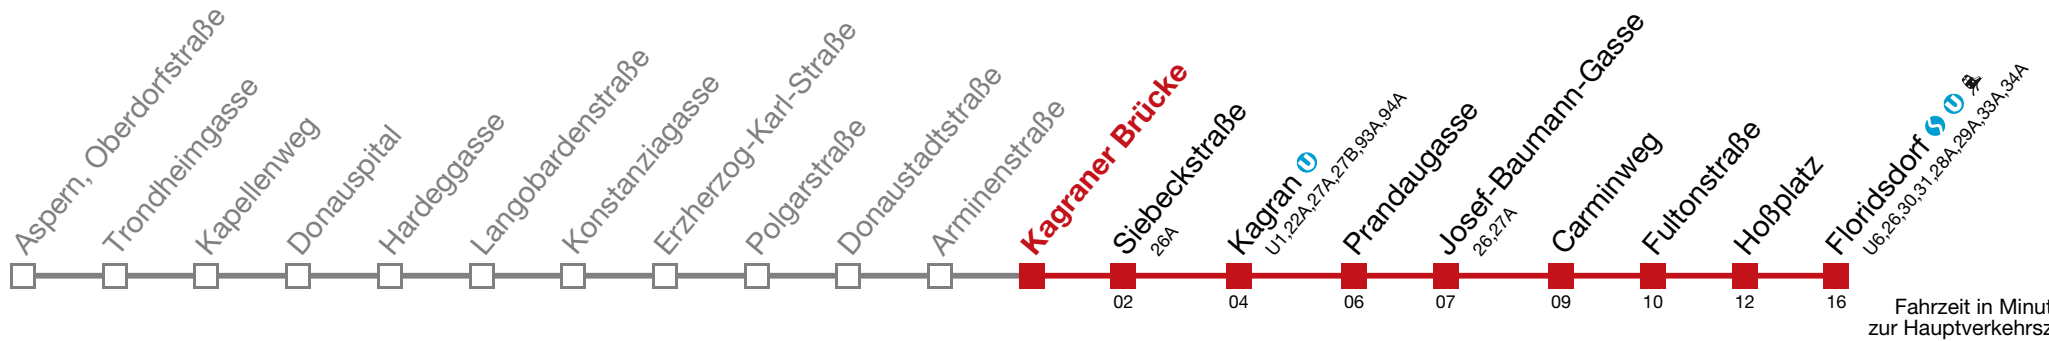 Aspern, Oberdorfstraße
Trondheimgasse
Kapellenweg
Donauspital
Hardeggasse
Langobardenstraße
Konstanziagasse
Erzherzog-Karl-Straße
Polgarstraße
Donaustadtstraße
Arminenstraße
Kagraner Brücke
Siebeckstraße
26A
Kagran U
U1,22A,27A,27B,93A,94A
Prandaugasse
Josef-Baumann-Gasse
26,27A
Carminweg
Fultonstraße
Hoßplatz
Floridsdorf S U
U6,26,30,31,28A,29A,33A,34A
02
04
06
07
09
10
12
16
Fahrzeit in Minut
zur Hauptverkehrsz